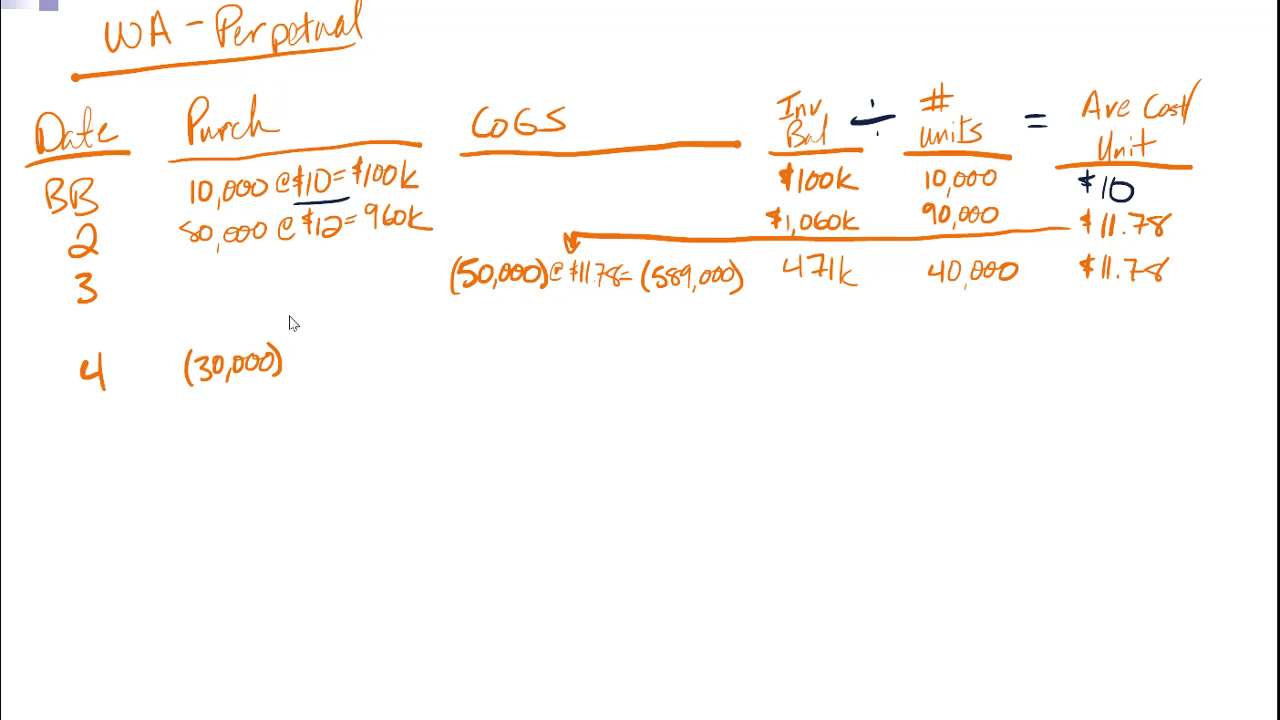 WA - Perpetual
Date Purch COGS Inv Bal ÷ # units = Ave Cost/ Unit
BB 10,000 @ $10 = $100k $100k 10,000 $10
2 80,000 @ $12 = 960k $1,060k 90,000 $11.78
3 (50,000) @ $11.78 = (589,000) 471k 40,000 $11.78
4 (30,000)